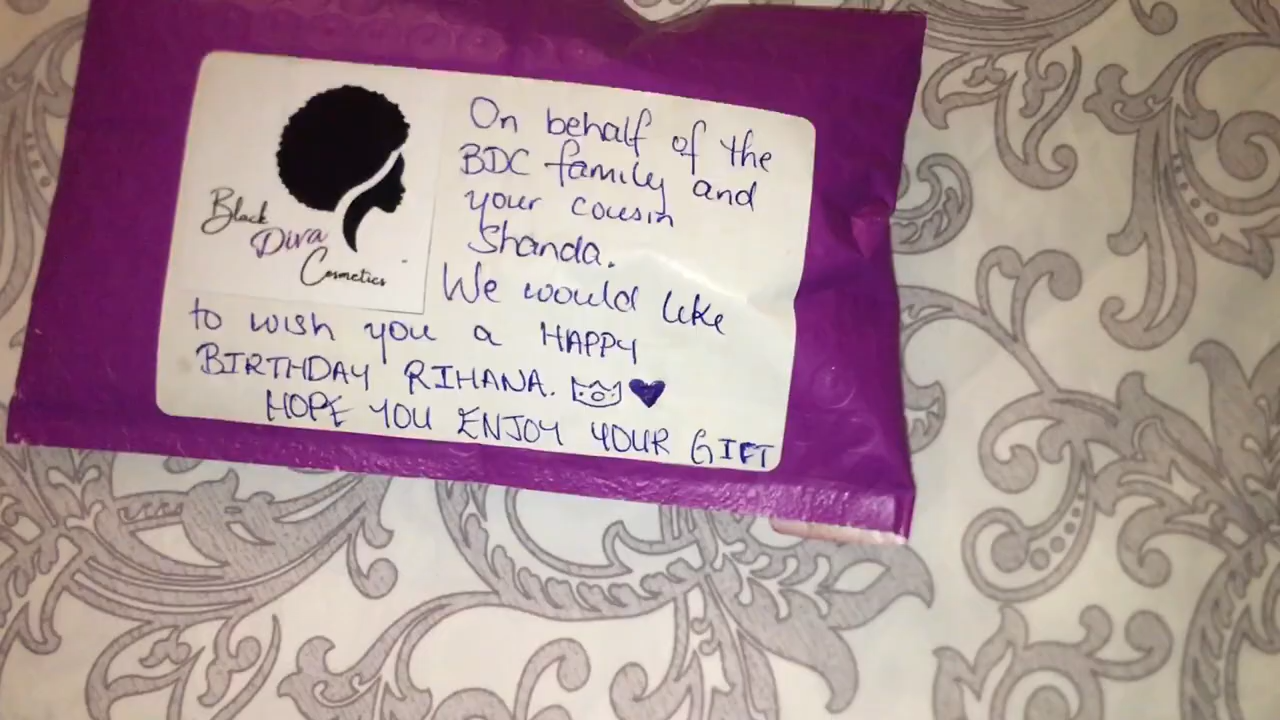 Black
Diva
Cosmetics
On behalf of the
BDC family and
your cousin
Shanda.
We would like
to wish you a HAPPY
BIRTHDAY RIHANA.
HOPE YOU ENJOY YOUR GIFT